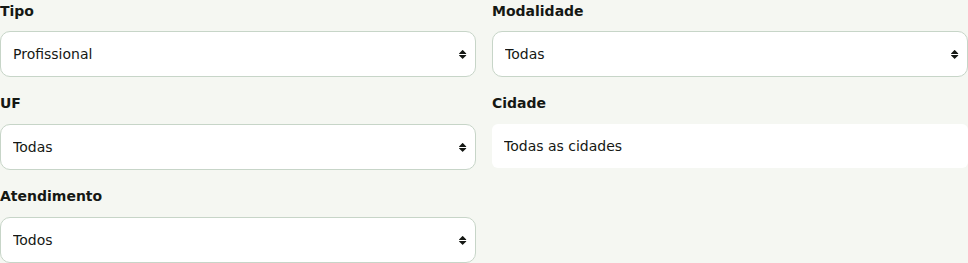 Tipo
Modalidade
Profissional
Todas
UF
Cidade
Todas
Todas as cidades
Atendimento
Todos